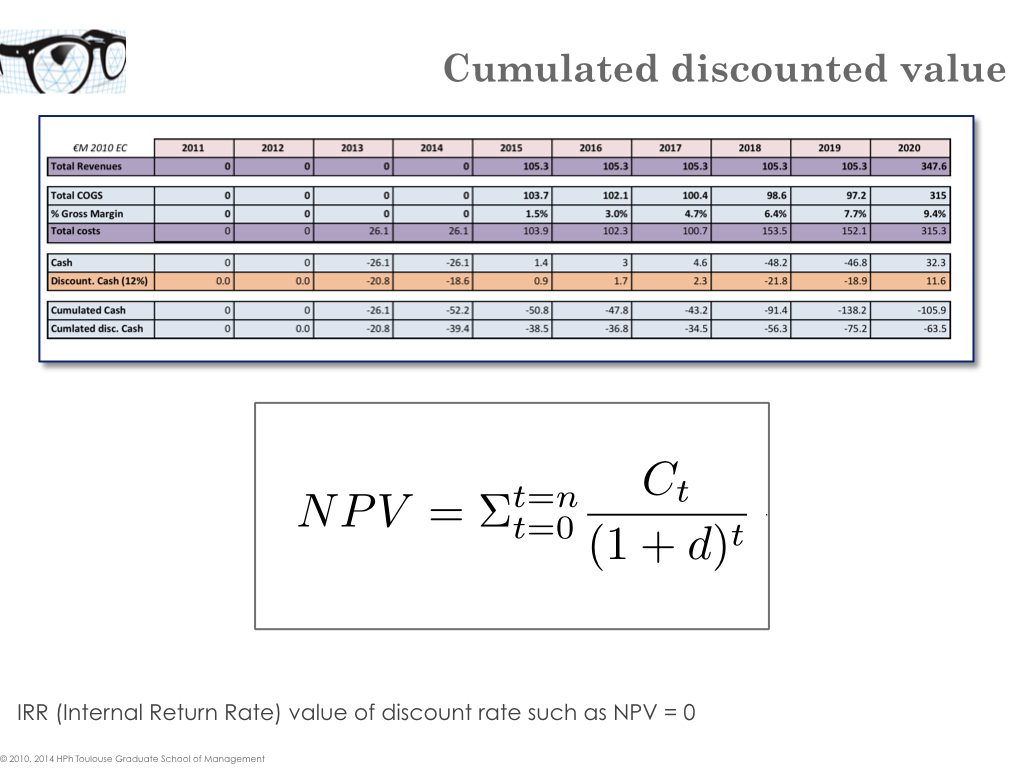 Cumulated discounted value
€M 2010 EC 2011 2012 2013 2014 2015 2016 2017 2018 2019 2020
Total Revenues 0 0 0 0 105.3 105.3 105.3 105.3 105.3 347.6
Total COGS 0 0 0 0 103.7 102.1 100.4 98.6 97.2 315
% Gross Margin 0 0 0 0 1.5% 3.0% 4.7% 6.4% 7.7% 9.4%
Total costs 0 0 26.1 26.1 103.9 102.3 100.7 153.5 152.1 315.3
Cash 0 0 -26.1 -26.1 1.4 3 4.6 -48.2 -46.8 32.3
Discount. Cash (12%) 0.0 0.0 -20.8 -18.6 0.9 1.7 2.3 -21.8 -18.9 11.6
Cumulated Cash 0 0 -26.1 -52.2 -50.8 -47.8 -43.2 -91.4 -138.2 -105.9
Cumlated disc. Cash 0 0.0 -20.8 -39.4 -38.5 -36.8 -34.5 -56.3 -75.2 -63.5
NPV = Σ_{t=0}^{t=n} C_t / (1 + d)^t
IRR (Internal Return Rate) value of discount rate such as NPV = 0
© 2010, 2014 HPh Toulouse Graduate School of Management